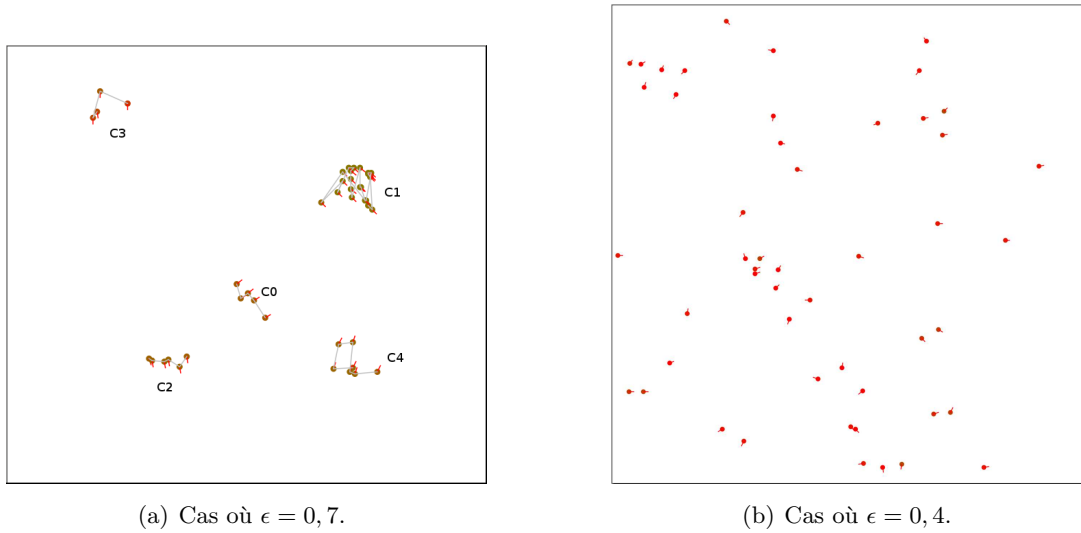 C3
C1
C0
C2
C4
(a) Cas où ϵ = 0, 7.
(b) Cas où ϵ = 0, 4.